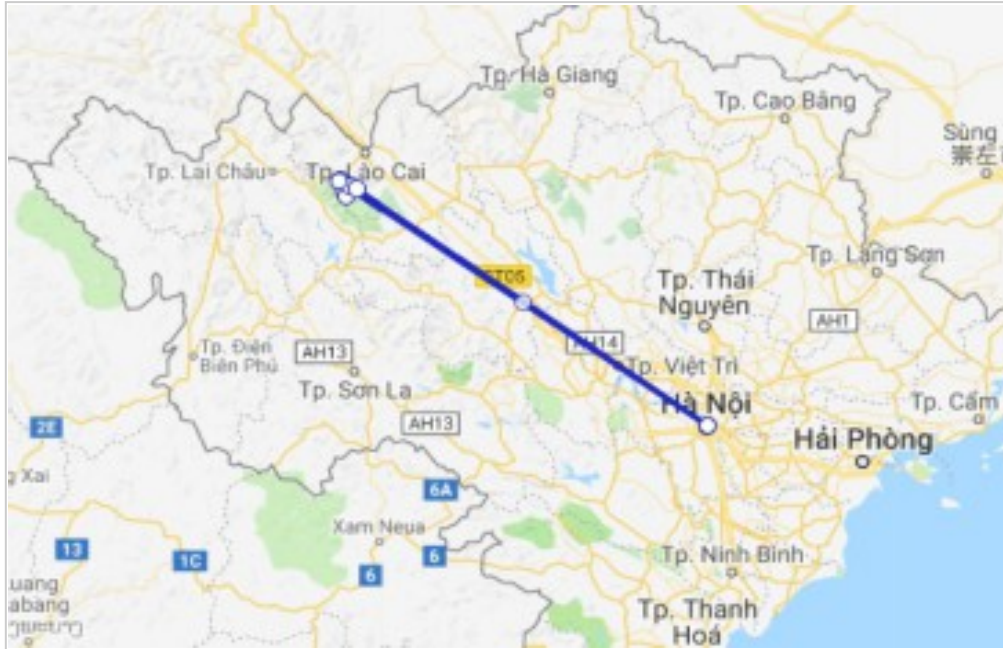 Tp. Hà Giang
Tp. Cao Bằng
Sùng
崇左
Tp. Lai Châu
Tp. Lào Cai
Tp. Lạng Sơn
CT05
Tp. Thái
Nguyên
AH1
AH14
Tp. Điện
Biên Phủ
AH13
Tp. Việt Trì
Tp. Sơn La
Hà Nội
Tp. Cẩm
AH13
2E
Hải Phòng
Xai
6A
Xam Neua
13
1C
6
6
Tp. Ninh Bình
Tp. Thanh
Hoá